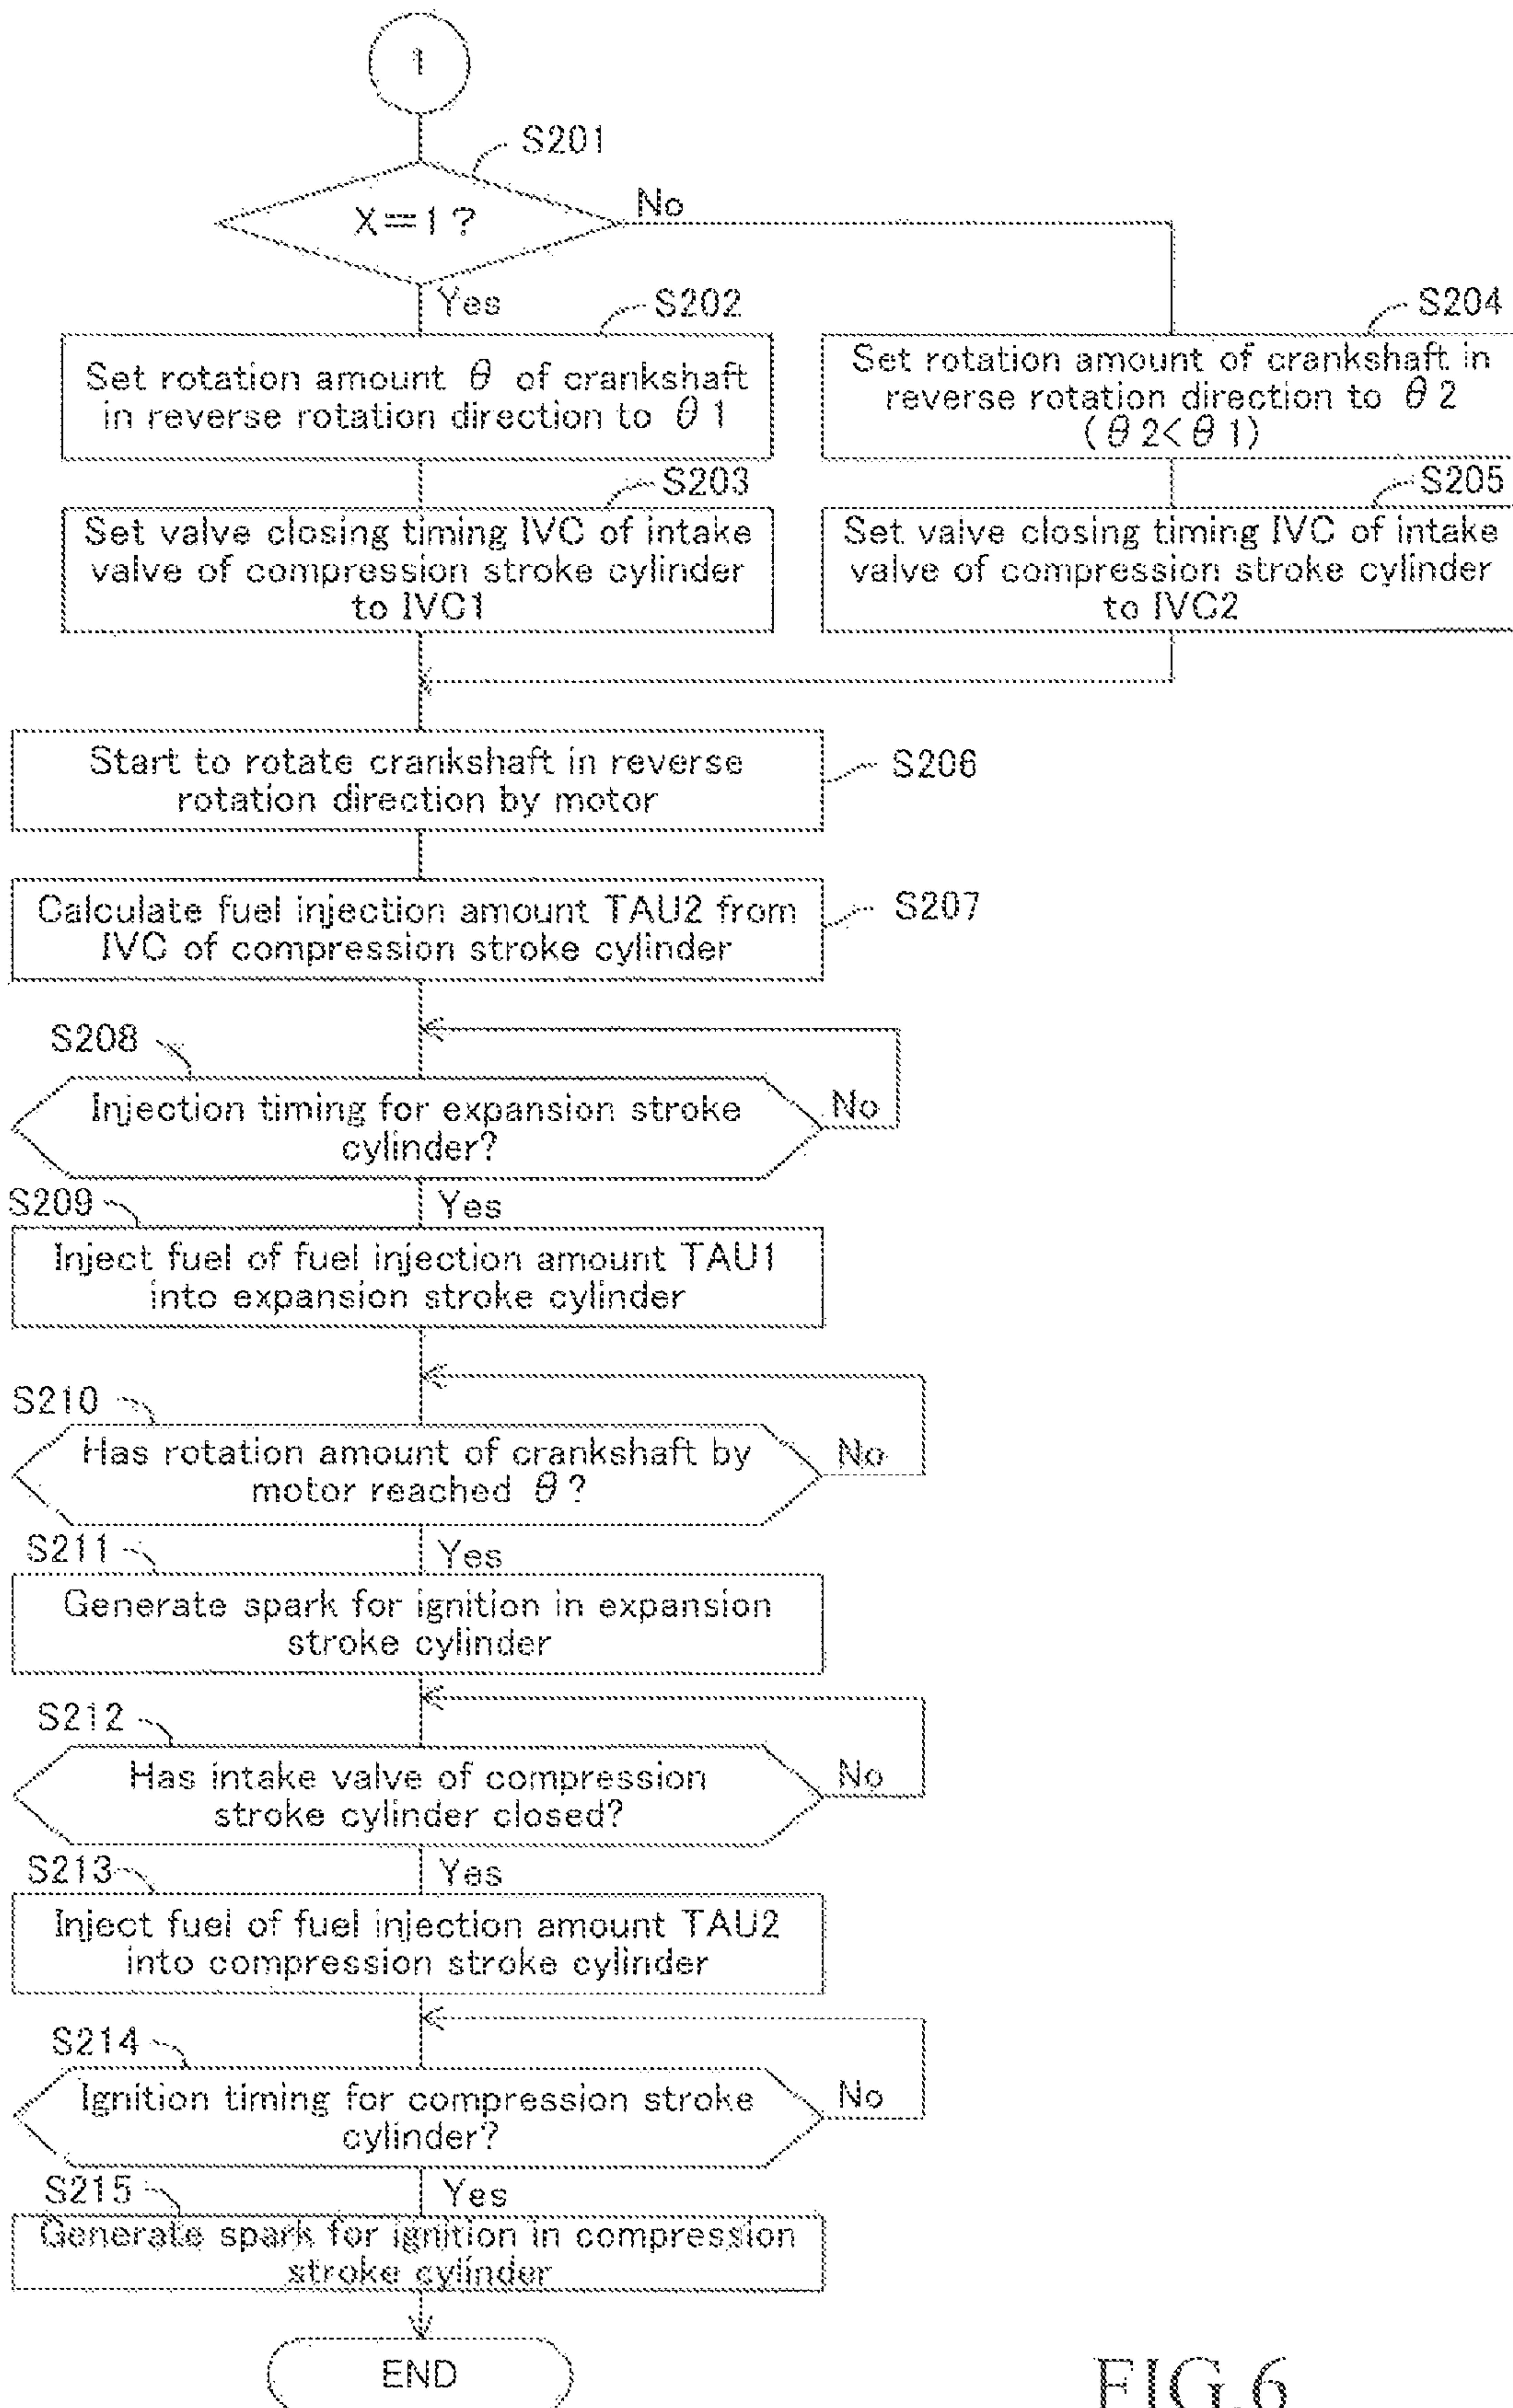 1
S201
X==1?
No
Yes
S202
Set rotation amount θ of crankshaft
in reverse rotation direction to θ1
S204
Set rotation amount of crankshaft in
reverse rotation direction to θ2
(θ2<θ1)
S203
Set valve closing timing IVC of intake
valve of compression stroke cylinder
to IVC1
S205
Set valve closing timing IVC of intake
valve of compression stroke cylinder
to IVC2
Start to rotate crankshaft in reverse
rotation direction by motor
S206
Calculate fuel injection amount TAU2 from
IVC of compression stroke cylinder
S207
S208
Injection timing for expansion stroke
cylinder?
No
Yes
S209
Inject fuel of fuel injection amount TAU1
into expansion stroke cylinder
S210
Has rotation amount of crankshaft by
motor reached θ?
No
Yes
S211
Generate spark for ignition in expansion
stroke cylinder
S212
Has intake valve of compression
stroke cylinder closed?
No
Yes
S213
Inject fuel of fuel injection amount TAU2
into compression stroke cylinder
S214
Ignition timing for compression stroke
cylinder?
No
Yes
S215
Generate spark for ignition in compression
stroke cylinder
END
FIG.6